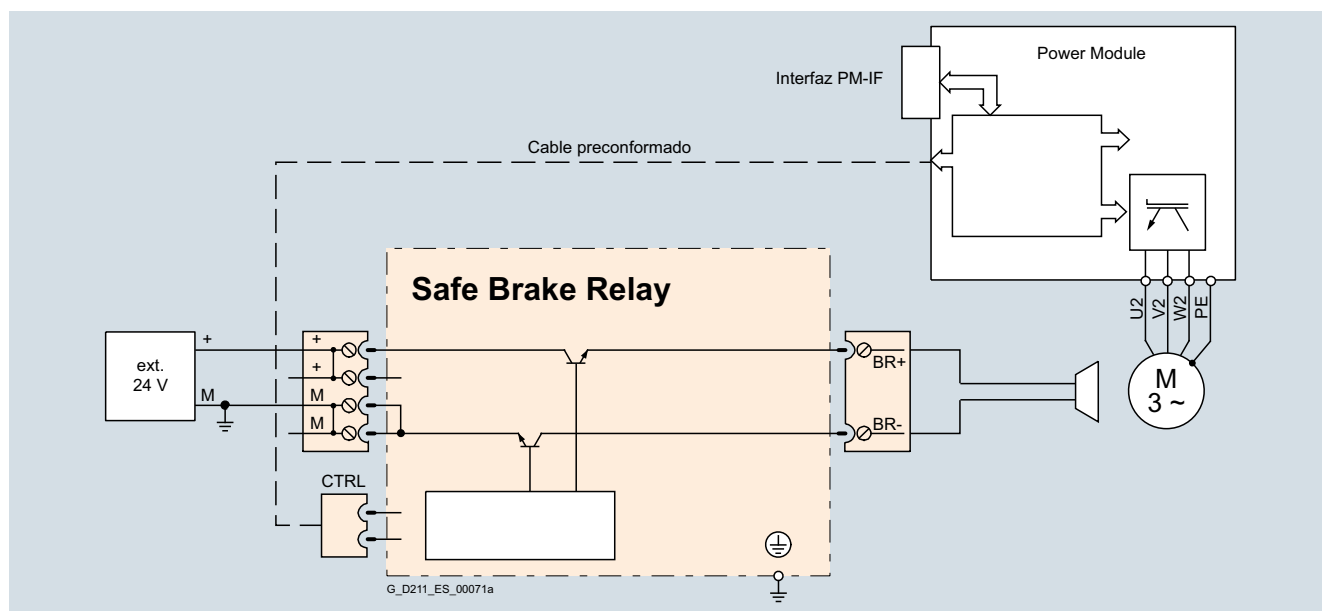 Power Module
Interfaz PM-IF
Cable preconformado
Safe Brake Relay
U2
V2
W2
PE
ext.
24 V
+
M
+
+
M
M
BR+
BR-
M
3 ~
CTRL
G_D211_ES_00071a